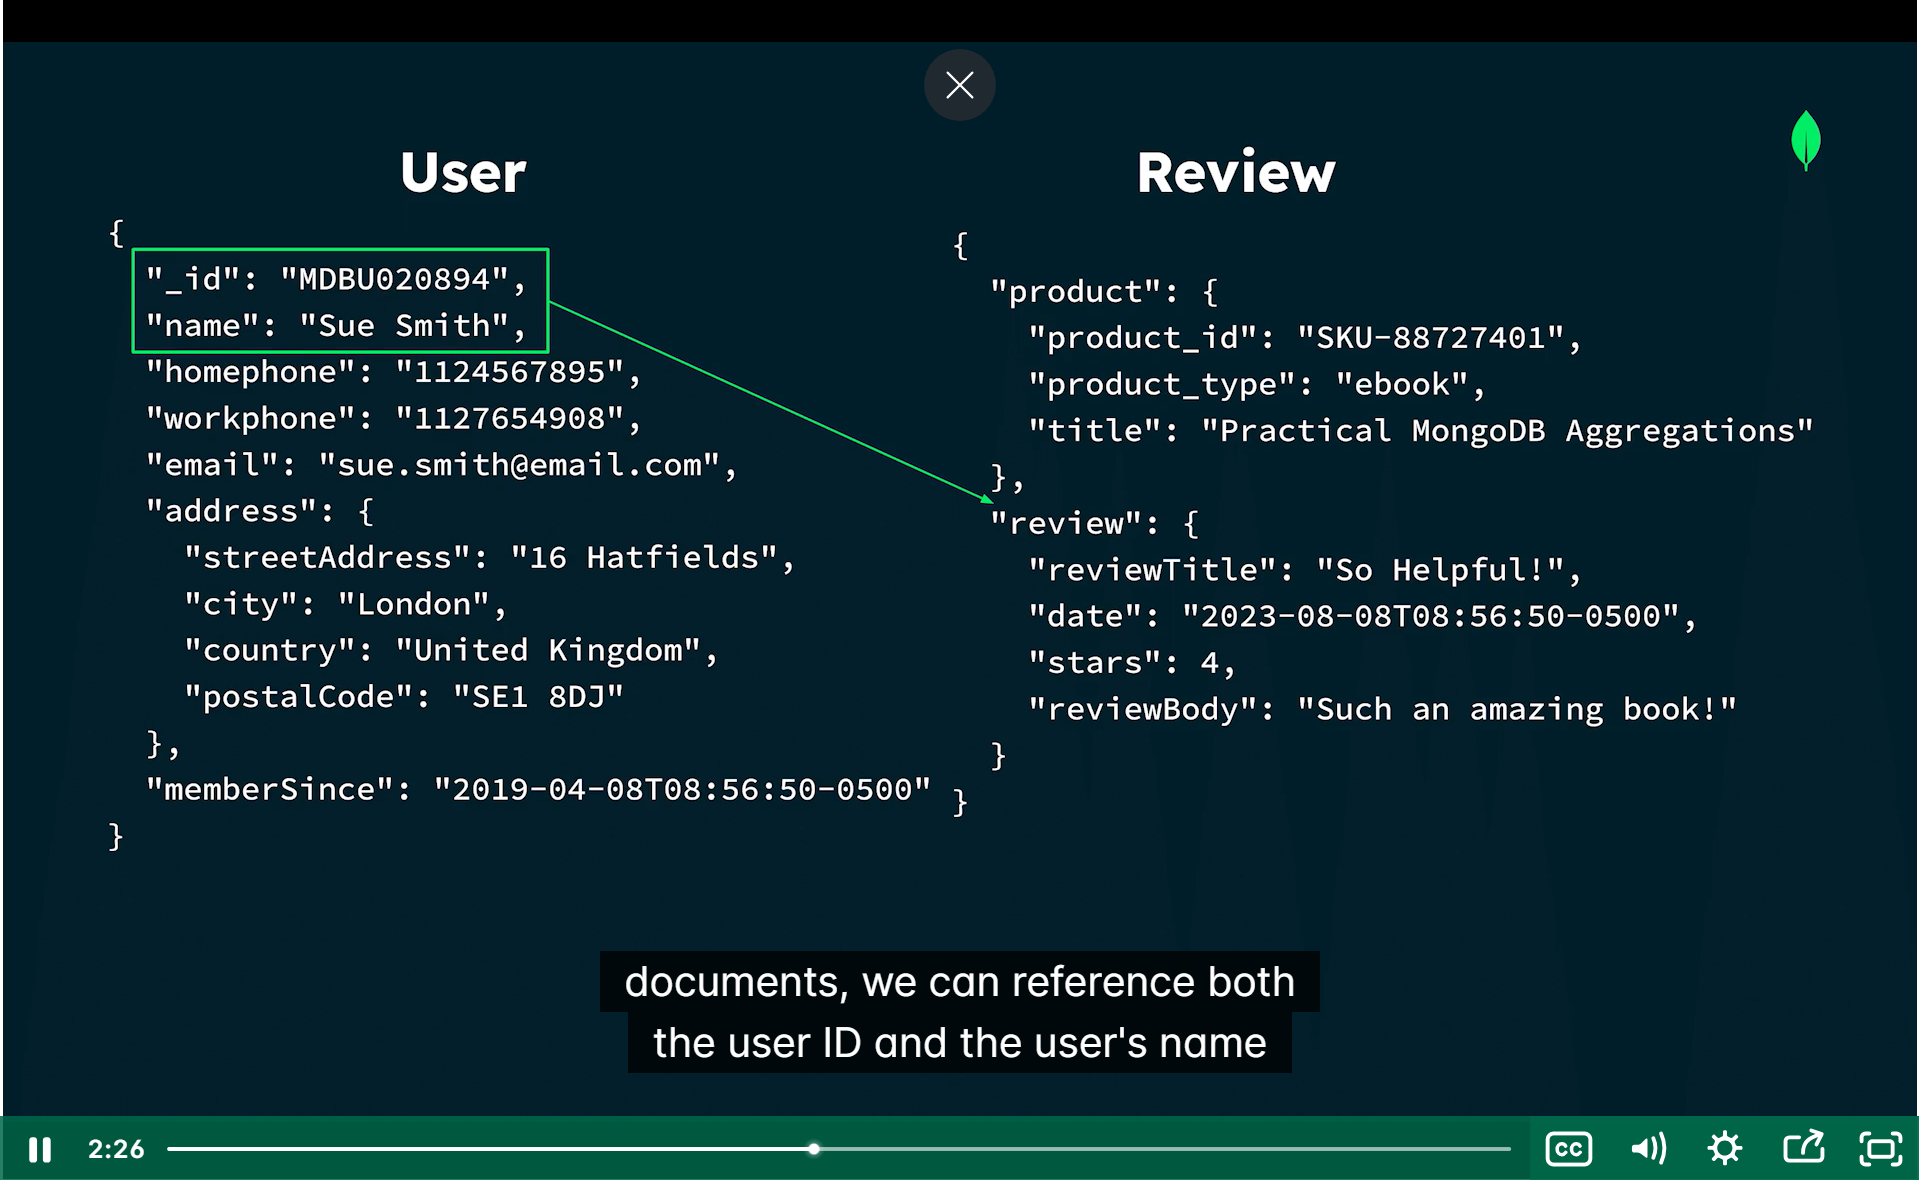 User
{
"_id": "MDBU020894",
"name": "Sue Smith",
"homephone": "1124567895",
"workphone": "1127654908",
"email": "sue.smith@email.com",
"address": {
"streetAddress": "16 Hatfields",
"city": "London",
"country": "United Kingdom",
"postalCode": "SE1 8DJ"
},
"memberSince": "2019-04-08T08:56:50-0500"
}
Review
{
"product": {
"product_id": "SKU-88727401",
"product_type": "ebook",
"title": "Practical MongoDB Aggregations"
},
"review": {
"reviewTitle": "So Helpful!",
"date": "2023-08-08T08:56:50-0500",
"stars": 4,
"reviewBody": "Such an amazing book!"
}
}
documents, we can reference both
the user ID and the user's name
2:26
CC